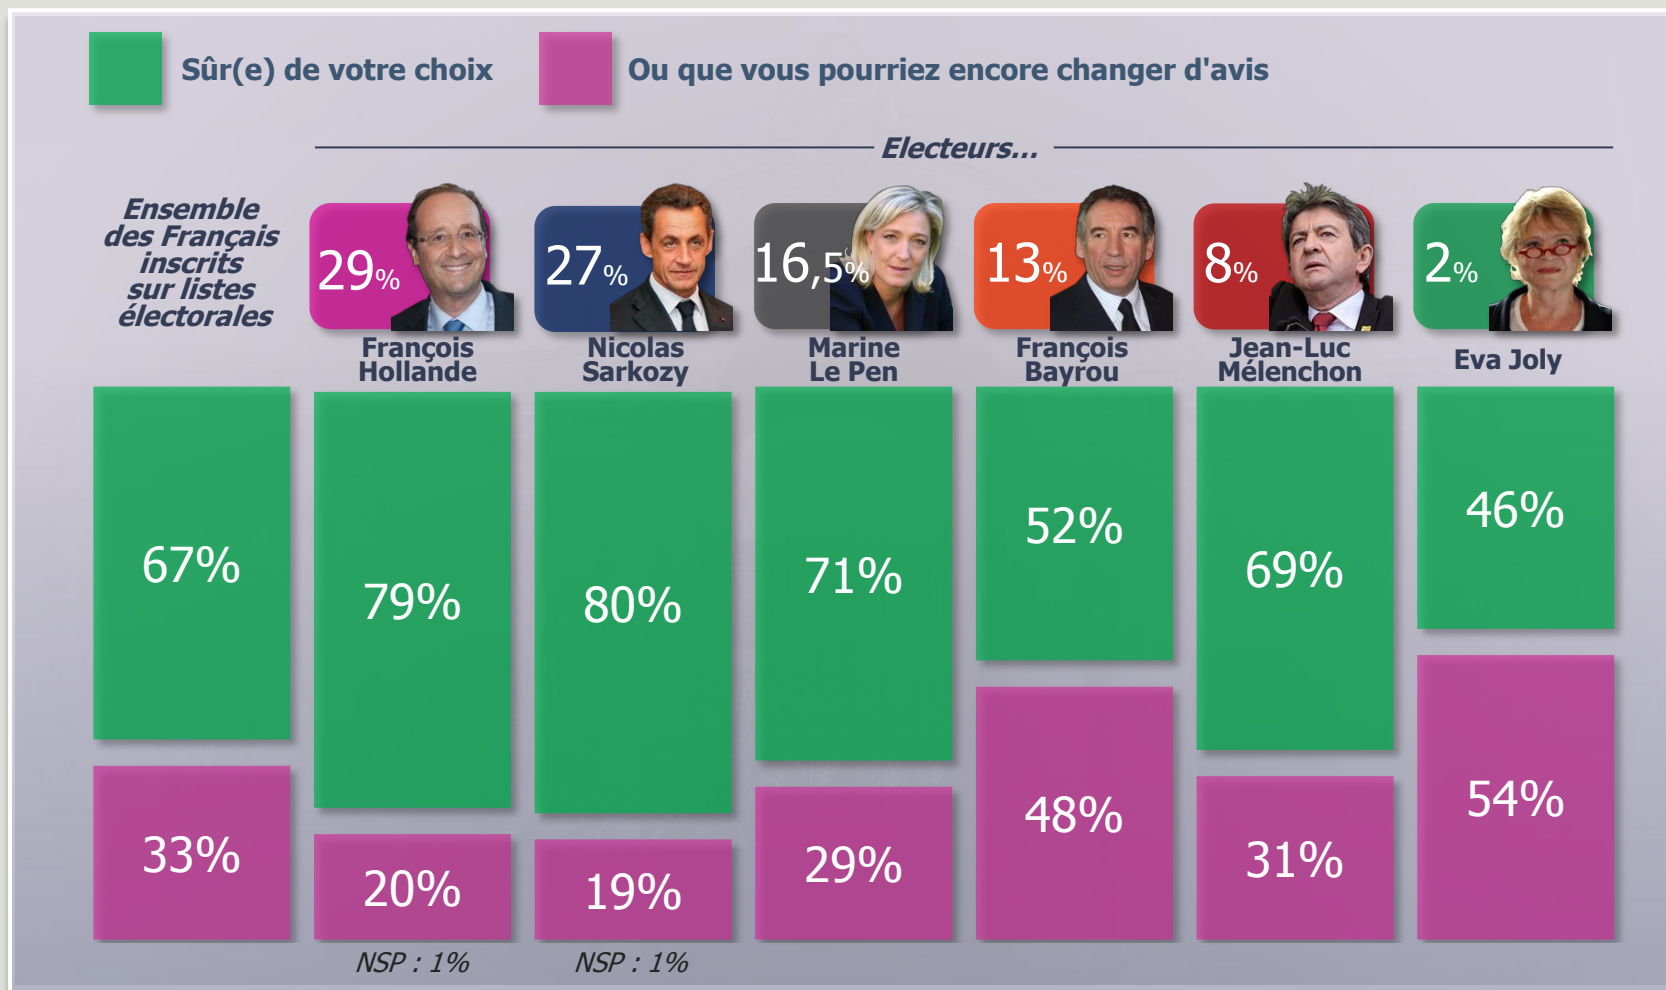 Sûr(e) de votre choix
Ou que vous pourriez encore changer d'avis
Electeurs...
Ensemble
des Français
inscrits
sur listes
électorales
29%
27%
16,5%
13%
8%
2%
François
Hollande
Nicolas
Sarkozy
Marine
Le Pen
François
Bayrou
Jean-Luc
Mélenchon
Eva Joly
67%
79%
80%
71%
52%
69%
46%
33%
20%
19%
29%
48%
31%
54%
NSP : 1%
NSP : 1%